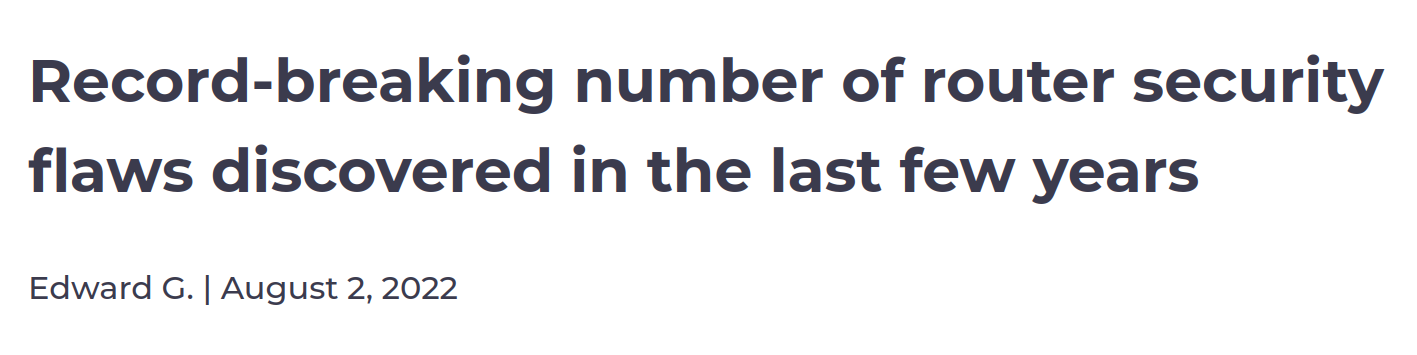 Record-breaking number of router security
flaws discovered in the last few years
Edward G. | August 2, 2022